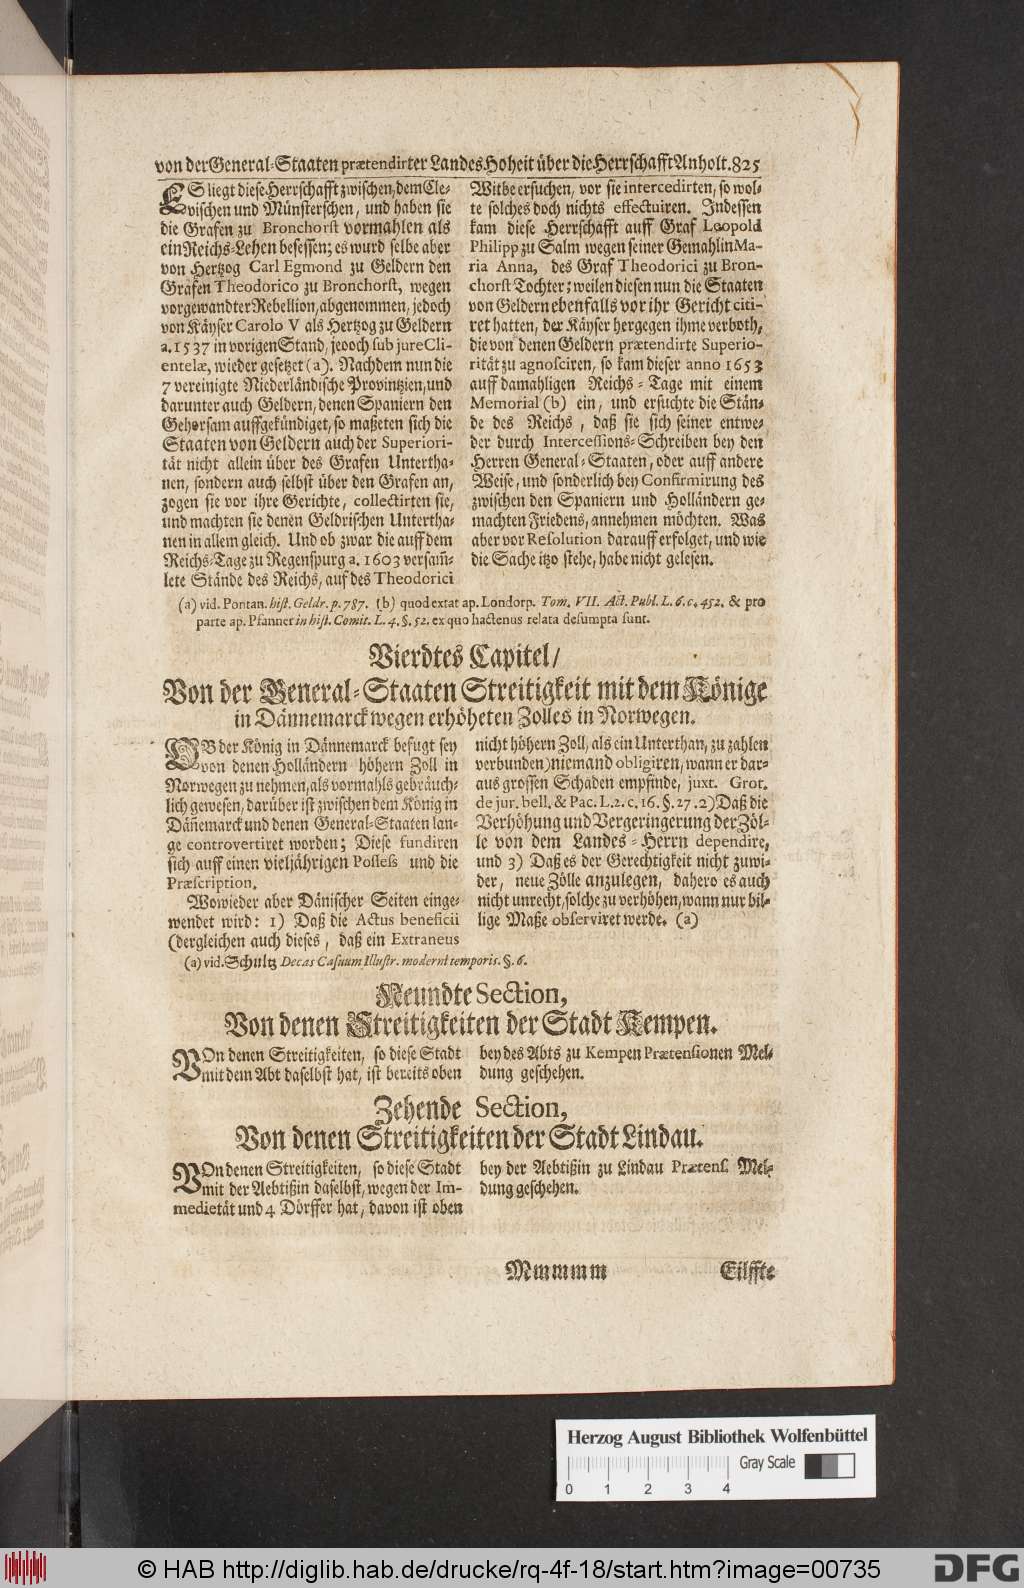 von der General-Staaten prætendirter Landes Hoheit über die Herrschafft Anholt. 825
ES liegt diese Herrschafft zwischen, dem Cle-
vischen und Münsterschen, und haben sie
die Grafen zu Bronchorst vormahlen als
ein Reichs-Lehen besessen; es wurd selbe aber
von Hertzog Carl Egmond zu Geldern den
Grafen Theodorico zu Bronchorst, wegen
vorgewandter Rebellion, abgenommen, jedoch
von Käyser Carolo V als Hertzog zu Geldern
a. 1537 in vorigen Stand, jedoch sub jure Cli-
entelæ, wieder gesetzet (a). Nachdem nun die
7 vereinigte Niederländische Provintzien, und
darunter auch Geldern, denen Spaniern den
Gehorsam auffgekündiget, so maßeten sich die
Staaten von Geldern auch der Superiori-
tät nicht allein über des Grafen Untertha-
nen, sondern auch selbst über den Grafen an,
zogen sie vor ihre Gerichte, collectirten sie,
und machten sie denen Geldrischen Untertha-
nen in allem gleich. Und ob zwar die auff dem
Reichs-Tage zu Regenspurg a. 1603 versam̃-
lete Stände des Reichs, auf des Theodorici
Witbe ersuchen, vor sie intercedirten, so wol-
te solches doch nichts effectuiren. Indessen
kam diese Herrschafft auff Graf Leopold
Philipp zu Salm wegen seiner Gemahlin Ma-
ria Anna, des Graf Theodorici zu Bron-
chorst Tochter; weilen diesen nun die Staaten
von Geldern ebenfalls vor ihr Gericht citi-
ret hatten, der Käyser hergegen ihme verboth,
die von denen Geldern prætendirte Superio-
rität zu agnosciren, so kam dieser anno 1653
auff damahligen Reichs-Tage mit einem
Memorial (b) ein, und ersuchte die Stän-
de des Reichs, daß sie sich seiner entwe-
der durch Intercessions-Schreiben bey den
Herren General-Staaten, oder auff andere
Weise, und sonderlich bey Confirmirung des
zwischen den Spaniern und Holländern ge-
machten Friedens, annehmen möchten. Was
aber vor Resolution darauff erfolget, und wie
die Sache itzo stehe, habe nicht gelesen.
(a) vid. Pontan. hist. Geldr. p. 787. (b) quod extat ap. Londorp. Tom. VII. Act. Publ. L. 6. c. 452. & pro
parte ap. Pfanner in hist. Comit. L. 4. §. 52. ex quo hactenus relata desumpta sunt.
Vierdtes Capitel/
Von der General-Staaten Streitigkeit mit dem Könige
in Dännemarck wegen erhöheten Zolles in Norwegen.
OB der König in Dännemarck befugt sey
von denen Holländern höhern Zoll in
Norwegen zu nehmen, als vormahls gebräuch-
lich gewesen, darüber ist zwischen dem König in
Däñemarck und denen General-Staaten lan-
ge controvertiret worden; Diese fundiren
sich auff einen vieljährigen Possess und die
Præscription.
Wowieder aber Dänischer Seiten einge-
wendet wird: 1) Daß die Actus beneficii
(dergleichen auch dieses, daß ein Extraneus
nicht höhern Zoll, als ein Unterthan, zu zahlen
verbunden) niemand obligiren, wann er dar-
aus grossen Schaden empfinde, juxt. Grot.
de jur. bell. & Pac. L. 2. c. 16. §. 27. 2) Daß die
Verhöhung und Vergeringerung der Zöl-
le von dem Landes-Herrn dependire,
und 3) Daß es der Gerechtigkeit nicht zuwi-
der, neue Zölle anzulegen, dahero es auch
nicht unrecht, solche zu verhöhen, wann nur bil-
lige Maße observiret werde. (a)
(a) vid. Schultz Decas Casuum Illustr. moderni temporis. §. 6.
Neundte Section,
Von denen Streitigkeiten der Stadt Kempen.
VOn denen Streitigkeiten, so diese Stadt
mit dem Abt daselbst hat, ist bereits oben
bey des Abts zu Kempen Prætensionen Mel-
dung geschehen.
Zehende Section,
Von denen Streitigkeiten der Stadt Lindau.
VOn denen Streitigkeiten, so diese Stadt
mit der Aebtißin daselbst, wegen der Im-
medietät und 4 Dörffer hat, davon ist oben
bey der Aebtißin zu Lindau Prætens. Mel-
dung geschehen.
Mmmmm
Eilffte
Herzog August Bibliothek Wolfenbüttel
Gray Scale
0 1 2 3 4
© HAB http://diglib.hab.de/drucke/rq-4f-18/start.htm?image=00735
DFG